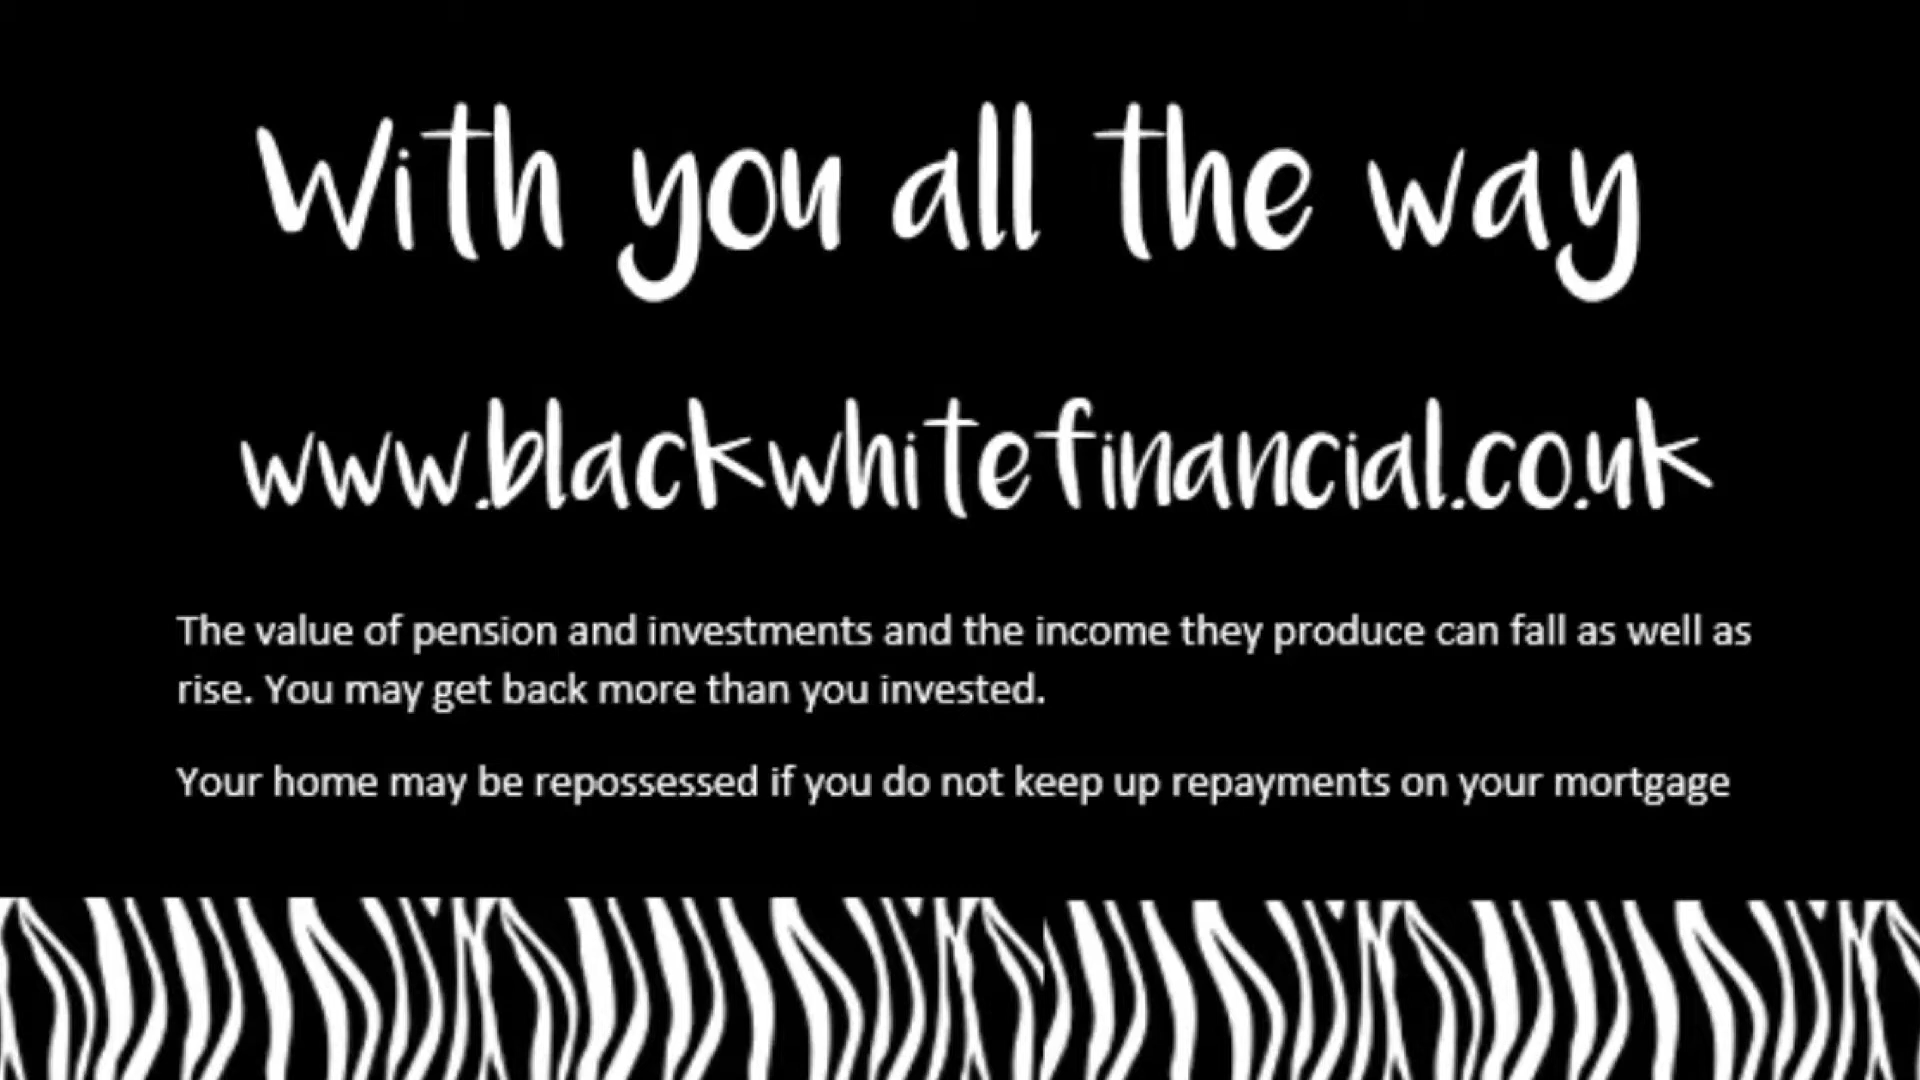 With you all the way
www.blackwhitefinancial.co.uk
The value of pension and investments and the income they produce can fall as well as
rise. You may get back more than you invested.
Your home may be repossessed if you do not keep up repayments on your mortgage